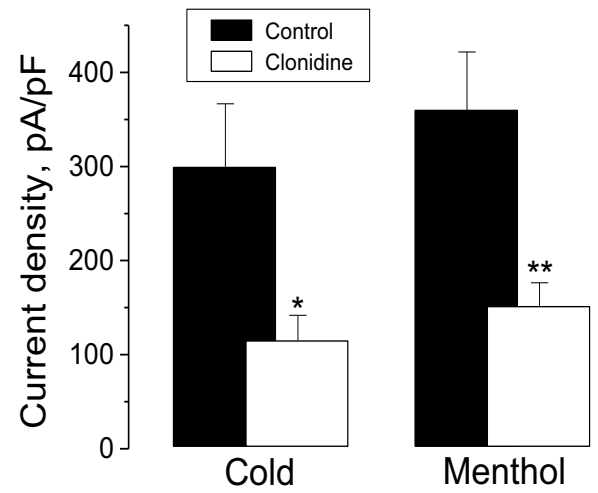 Control
Clonidine
Current density, pA/pF
400
300
200
100
0
*
**
Cold
Menthol